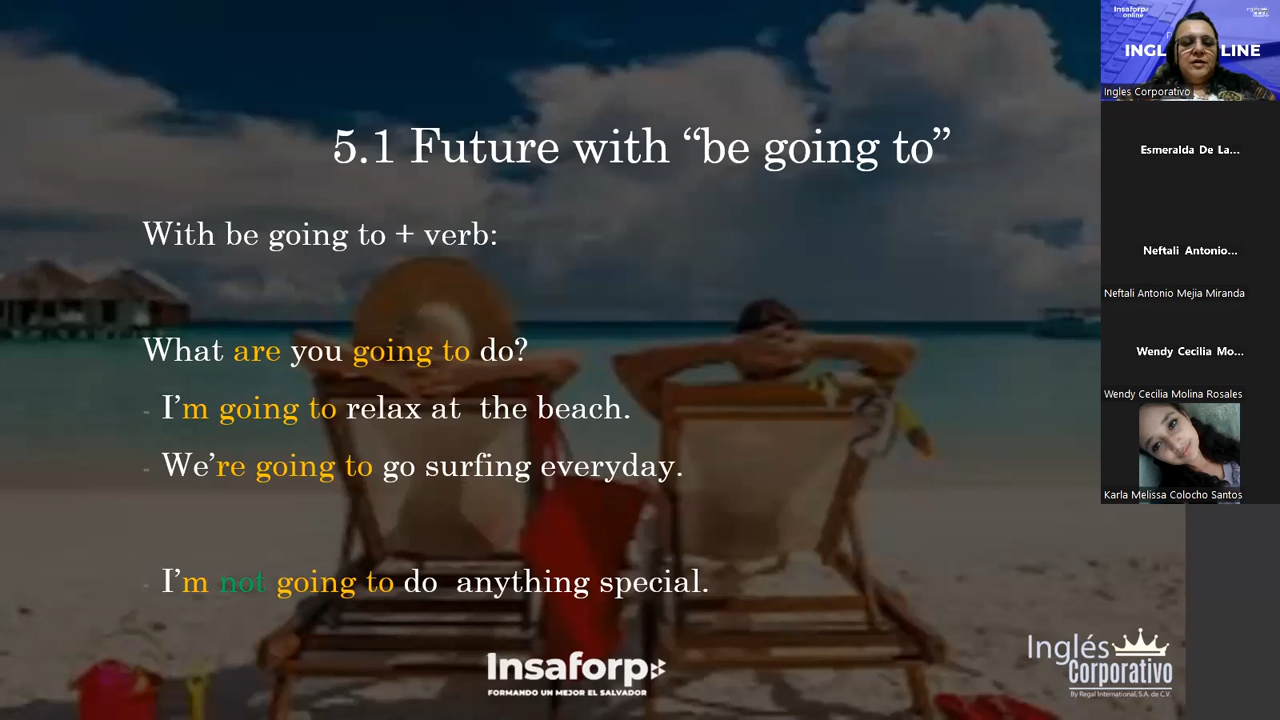 5.1 Future with “be going to”
With be going to + verb:
What are you going to do?
- I’m going to relax at  the beach.
- We’re going to go surfing everyday.
- I’m not going to do  anything special.
Insaforp
FORMANDO UN MEJOR EL SALVADOR
Inglés
Corporativo
By Regal International, S.A. de C.V.
Insaforp
online
INGL LINE
Ingles Corporativo
Esmeralda De La...
Neftali Antonio...
Neftali Antonio Mejia Miranda
Wendy Cecilia Mo...
Wendy Cecilia Molina Rosales
Karla Melissa Colocho Santos